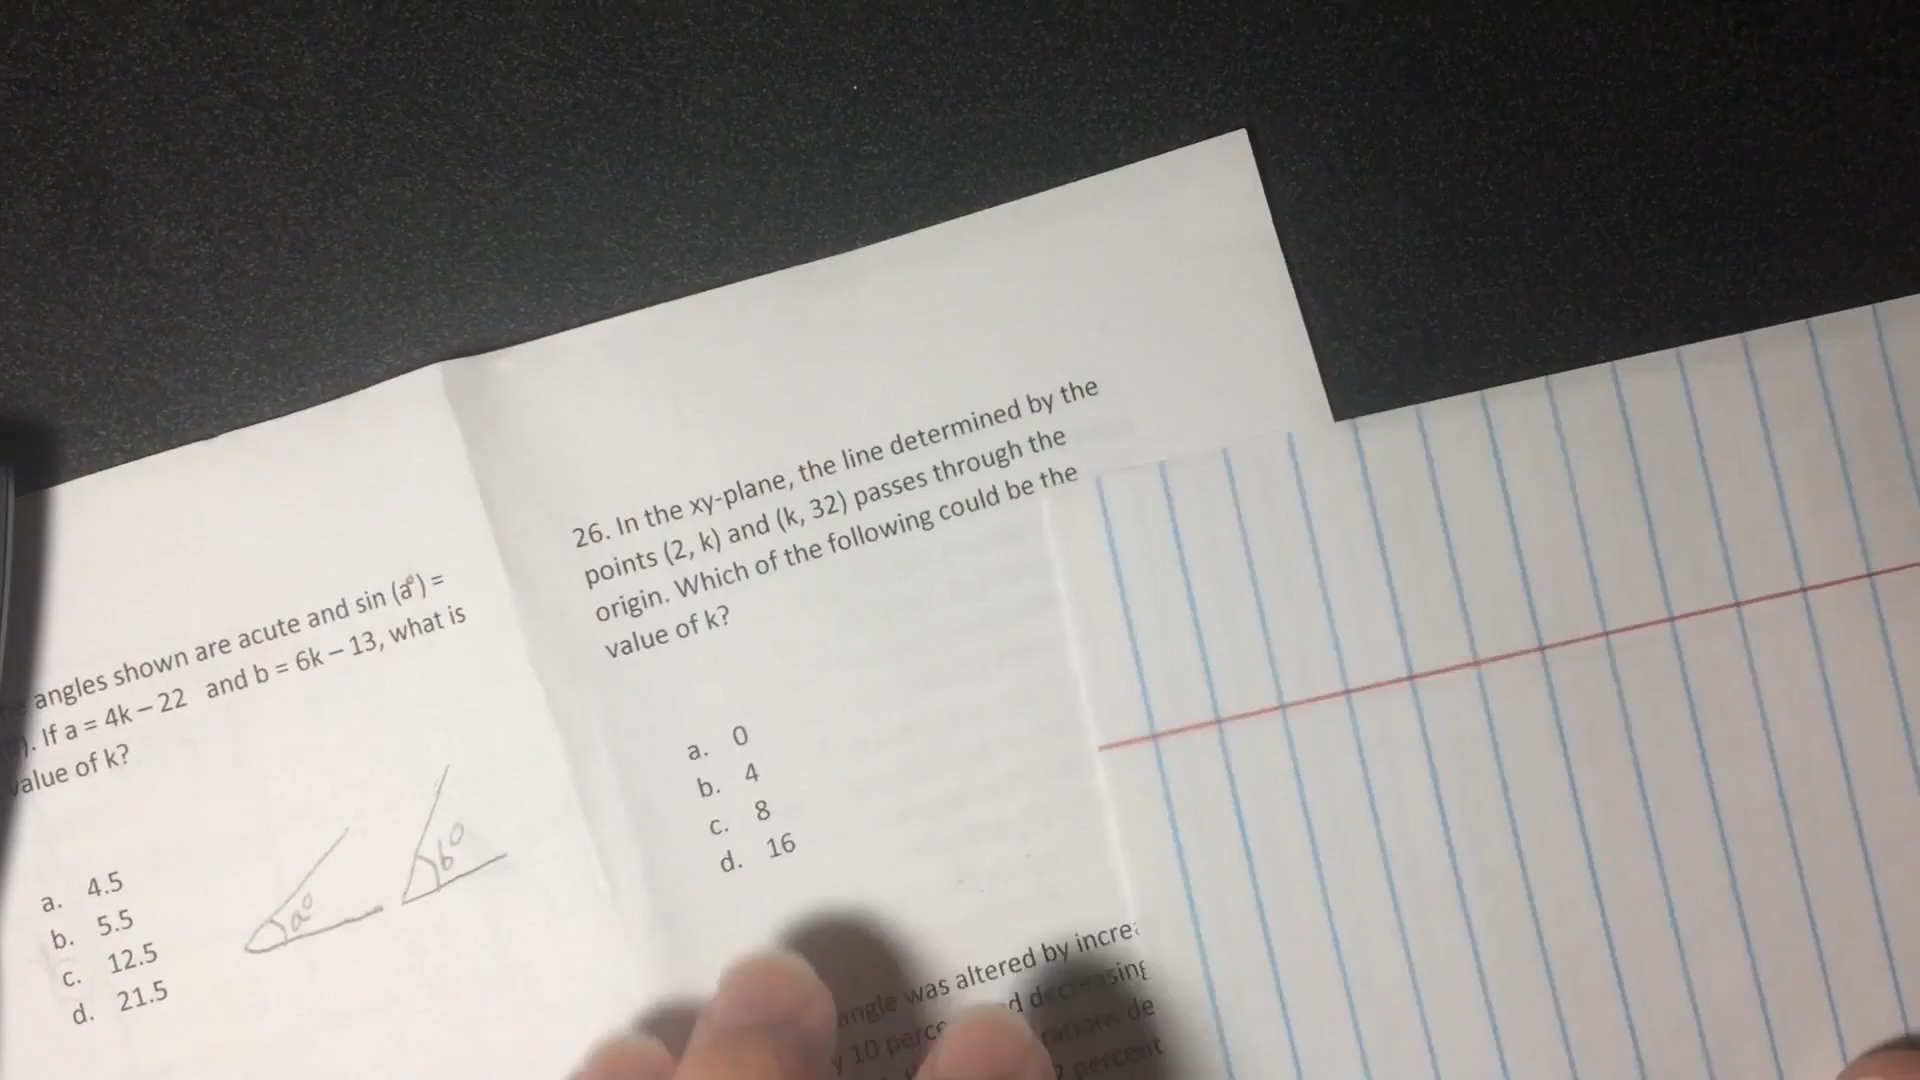 angles shown are acute and sin (a°) =
). If a = 4k – 22 and b = 6k – 13, what is
value of k?
a. 4.5
b. 5.5
c. 12.5
d. 21.5
a°
b°
26. In the xy-plane, the line determined by the
points (2, k) and (k, 32) passes through the
origin. Which of the following could be the
value of k?
a. 0
b. 4
c. 8
d. 16
angle was altered by
y 10 decreasing
de
2 percent